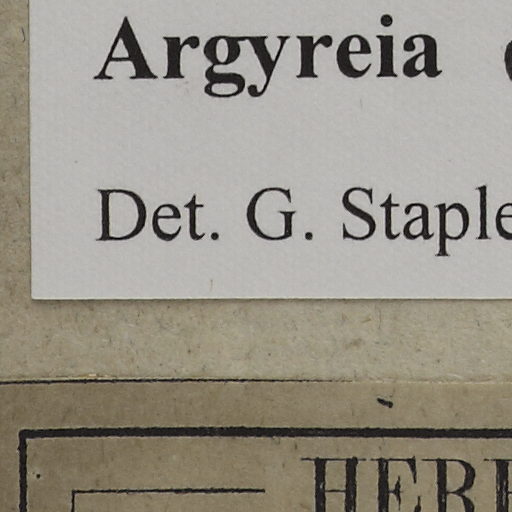 Argyreia
Det. G. Staple
HER